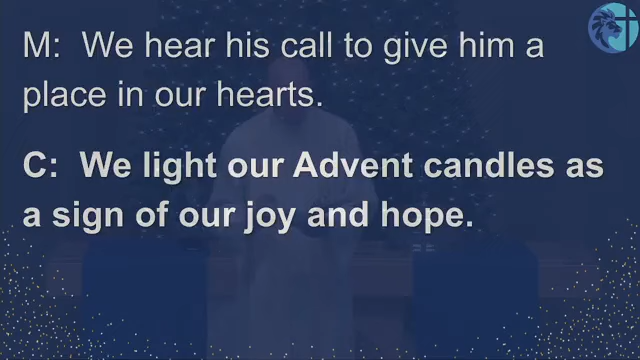 M: We hear his call to give him a
place in our hearts.
C: We light our Advent candles as
a sign of our joy and hope.